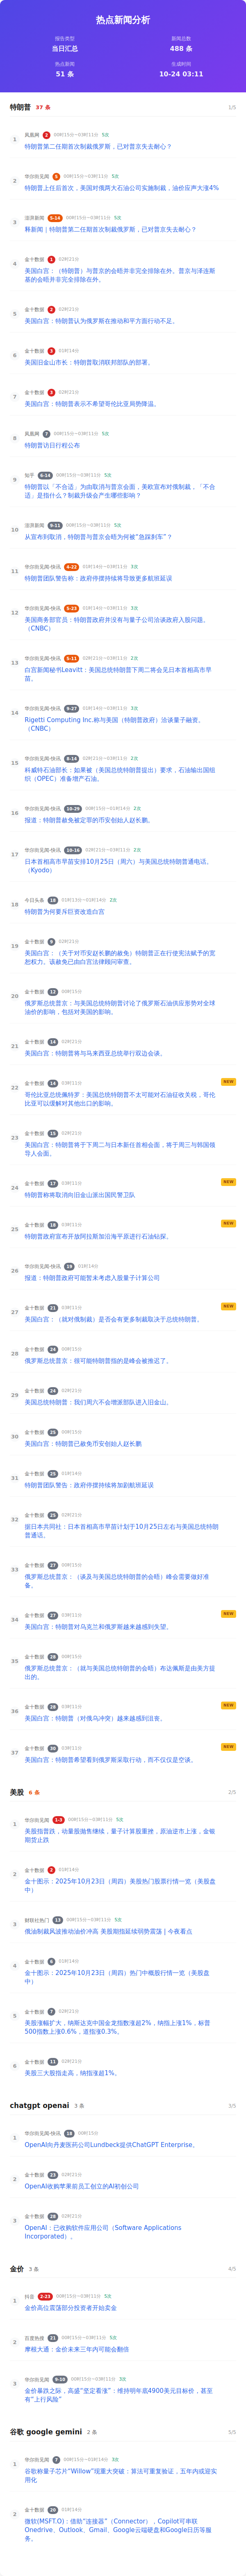 热点新闻分析
报告类型
当日汇总
新闻总数
488 条
热点新闻
51 条
生成时间
10-24 03:11
特朗普 37 条 1/5
1 凤凰网 2 00时15分~03时11分 5次
特朗普第二任期首次制裁俄罗斯，已对普京失去耐心？
2 华尔街见闻 5 00时15分~03时11分 5次
特朗普上任后首次，美国对俄两大石油公司实施制裁，油价应声大涨4%
3 澎湃新闻 5-14 00时15分~03时11分 5次
释新闻｜特朗普第二任期首次制裁俄罗斯，已对普京失去耐心？
4 金十数据 1 02时21分
美国白宫：（特朗普）与普京的会晤并非完全排除在外。普京与泽连斯
基的会晤并非完全排除在外。
5 金十数据 2 02时21分
美国白宫：特朗普认为俄罗斯在推动和平方面行动不足。
6 金十数据 3 01时14分
美国旧金山市长：特朗普取消联邦部队的部署。
7 金十数据 3 02时21分
美国白宫：特朗普表示不希望哥伦比亚局势降温。
8 凤凰网 7 00时15分~03时11分 5次
特朗普访日行程公布
9 知乎 6-14 00时15分~03时11分 5次
特朗普以「不合适」为由取消与普京会面，美欧宣布对俄制裁，「不合
适」是指什么？制裁升级会产生哪些影响？
10 澎湃新闻 9-11 00时15分~03时11分 5次
从宣布到取消，特朗普与普京会晤为何被“急踩刹车”？
11 华尔街见闻-快讯 4-22 01时14分~03时11分 3次
特朗普团队警告称：政府停摆持续将导致更多航班延误
12 华尔街见闻-快讯 5-23 01时14分~03时11分 3次
美国商务部官员：特朗普政府并没有与量子公司洽谈政府入股问题。
（CNBC）
13 华尔街见闻-快讯 5-11 02时21分~03时11分 2次
白宫新闻秘书Leavitt：美国总统特朗普下周二将会见日本首相高市早
苗。
14 华尔街见闻-快讯 9-27 01时14分~03时11分 3次
Rigetti Computing Inc.称与美国（特朗普政府）洽谈量子融资。
（CNBC）
15 华尔街见闻-快讯 8-14 02时21分~03时11分 2次
科威特石油部长：如果被（美国总统特朗普提出）要求，石油输出国组
织（OPEC）准备增产石油。
16 华尔街见闻-快讯 10-29 00时15分~01时14分 2次
报道：特朗普赦免被定罪的币安创始人赵长鹏。
17 华尔街见闻-快讯 10-16 02时21分~03时11分 2次
日本首相高市早苗安排10月25日（周六）与美国总统特朗普通电话。
（Kyodo）
18 今日头条 18 01时15分~01时14分 2次
特朗普为何要斥巨资改造白宫
19 金十数据 9 02时21分
美国白宫：（关于对币安赵长鹏的赦免）特朗普正在行使宪法赋予的宽
恕权力。该赦免已由白宫法律顾问审查。
20 金十数据 12 00时15分
俄罗斯总统普京：与美国总统特朗普讨论了俄罗斯石油供应形势对全球
油价的影响，包括对美国的影响。
21 金十数据 14 02时21分
美国白宫：特朗普将与马来西亚总统举行双边会谈。
22 金十数据 14 03时11分 NEW
哥伦比亚总统佩特罗：美国总统特朗普不太可能对石油征收关税，哥伦
比亚可以缓解对其他出口的影响。
23 金十数据 15 02时21分
美国白宫：特朗普将于下周二与日本新任首相会面，将于周三与韩国领
导人会面。
24 金十数据 17 03时11分 NEW
特朗普称将取消向旧金山派出国民警卫队
25 金十数据 18 03时11分 NEW
特朗普政府宣布开放阿拉斯加沿海平原进行石油钻探。
26 华尔街见闻-快讯 19 01时14分
报道：特朗普政府可能暂未考虑入股量子计算公司
27 金十数据 21 03时11分 NEW
美国白宫：（就对俄制裁）是否会有更多制裁取决于总统特朗普。
28 金十数据 24 00时15分
俄罗斯总统普京：很可能特朗普指的是峰会被推迟了。
29 金十数据 24 02时21分
美国总统特朗普：我们周六不会增派部队进入旧金山。
30 金十数据 25 00时15分
美国白宫：特朗普已赦免币安创始人赵长鹏
31 金十数据 25 01时14分
特朗普团队警告：政府停摆持续将加剧航班延误
32 金十数据 25 02时21分
据日本共同社：日本首相高市早苗计划于10月25日左右与美国总统特朗
普通话。
33 金十数据 27 00时15分
俄罗斯总统普京：（谈及与美国总统特朗普的会晤）峰会需要做好准
备。
34 金十数据 27 03时11分 NEW
美国白宫：特朗普对乌克兰和俄罗斯越来越感到失望。
35 金十数据 28 00时15分
俄罗斯总统普京：（就与美国总统特朗普的会晤）布达佩斯是由美方提
出的。
36 金十数据 28 03时11分 NEW
美国白宫：特朗普（对俄乌冲突）越来越感到沮丧。
37 金十数据 30 03时11分 NEW
美国白宫：特朗普希望看到俄罗斯采取行动，而不仅仅是空谈。
美股 6 条 2/5
1 华尔街见闻 1-3 00时15分~03时11分 5次
美股指普跌，动量股抛售继续，量子计算股重挫，原油逆市上涨，金银
期货止跌
2 金十数据 2 01时14分
金十图示：2025年10月23日（周四）美股热门股票行情一览（美股盘
中）
3 财联社热门 13 00时15分~03时11分 5次
俄油制裁风波推动油价冲高 美股期指延续弱势震荡 | 今夜看点
4 金十数据 6 01时14分
金十图示：2025年10月23日（周四）热门中概股行情一览（美股盘
中）
5 金十数据 7 02时21分
美股涨幅扩大，纳斯达克中国金龙指数涨超2%，纳指上涨1%，标普
500指数上涨0.6%，道指涨0.3%。
6 金十数据 11 02时21分
美股三大股指走高，纳指涨超1%。
chatgpt openai 3 条 3/5
1 华尔街见闻-快讯 18 00时15分
OpenAI向丹麦医药公司Lundbeck提供ChatGPT Enterprise。
2 金十数据 23 02时21分
OpenAI收购苹果前员工创立的AI初创公司
3 金十数据 28 02时21分
OpenAI：已收购软件应用公司（Software Applications
Incorporated）。
金价 3 条 4/5
1 抖音 2-23 00时15分~03时11分 5次
金价高位震荡部分投资者开始卖金
2 百度热搜 21 00时15分~03时11分 5次
摩根大通：金价未来三年内可能会翻倍
3 华尔街见闻 9-10 00时15分~03时11分 3次
金价暴跌之际，高盛“坚定看涨”：维持明年底4900美元目标价，甚至
有“上行风险”
谷歌 google gemini 2 条 5/5
1 华尔街见闻 7 00时15分~01时14分 3次
谷歌称量子芯片“Willow”现重大突破：算法可重复验证，五年内或迎实
用化
2 金十数据 20 01时14分
微软(MSFT.O)：借助“连接器”（Connector），Copilot可串联
Onedrive、Outlook、Gmail、Google云端硬盘和Google日历等服
务。